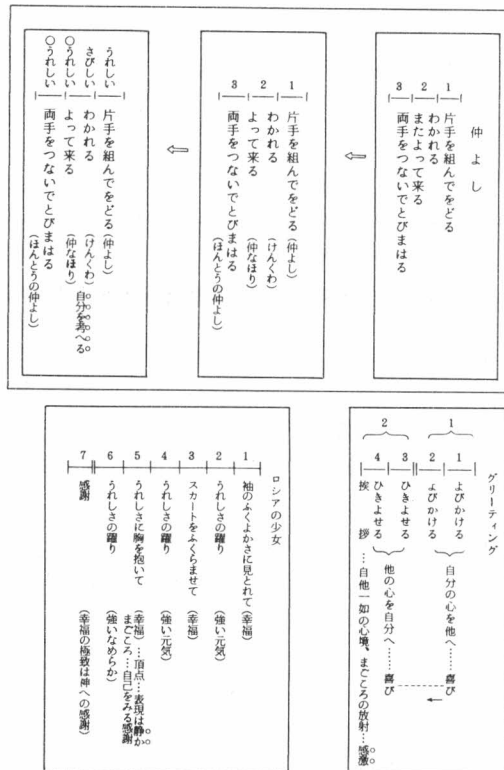 仲よし
1 片手を組んでをどる
2 わかれる
またよって来る
3 両手をつないでとびまはる
⇦
1 片手を組んでをどる(仲よし)
2 わかれる(けんくわ)
よって来る(仲なほり)
3 両手をつないでとびまはる(ほんとうの仲よし)
⇦
うれしい 片手を組んでをどる(仲よし)
さびしい わかれる(けんくわ)自分を考へる
○うれしい よって来る(仲なほり)
○うれしい 両手をつないでとびまはる(ほんとうの仲よし)
グリーティング
1
1 よびかける
2 よびかける
自分の心を他へ……喜び
2
3 ひきよせる
4 ひきよせる
他の心を自分へ……喜び
挨拶…自他一如の心境、まごころの放射…感激
ロシアの少女
1 袖のふくよかさに見とれて(幸福)
2 うれしさの躍り(強い元気)
3 スカートをふくらませて(幸福)
4 うれしさの躍り(強い元気)
5 うれしさに胸を抱いて(幸福)…頂点…表現は静か
まごころ…自己をみる感謝
6 うれしさの躍り(強いなめらか)
7 感謝(幸福の極致は神への感謝)